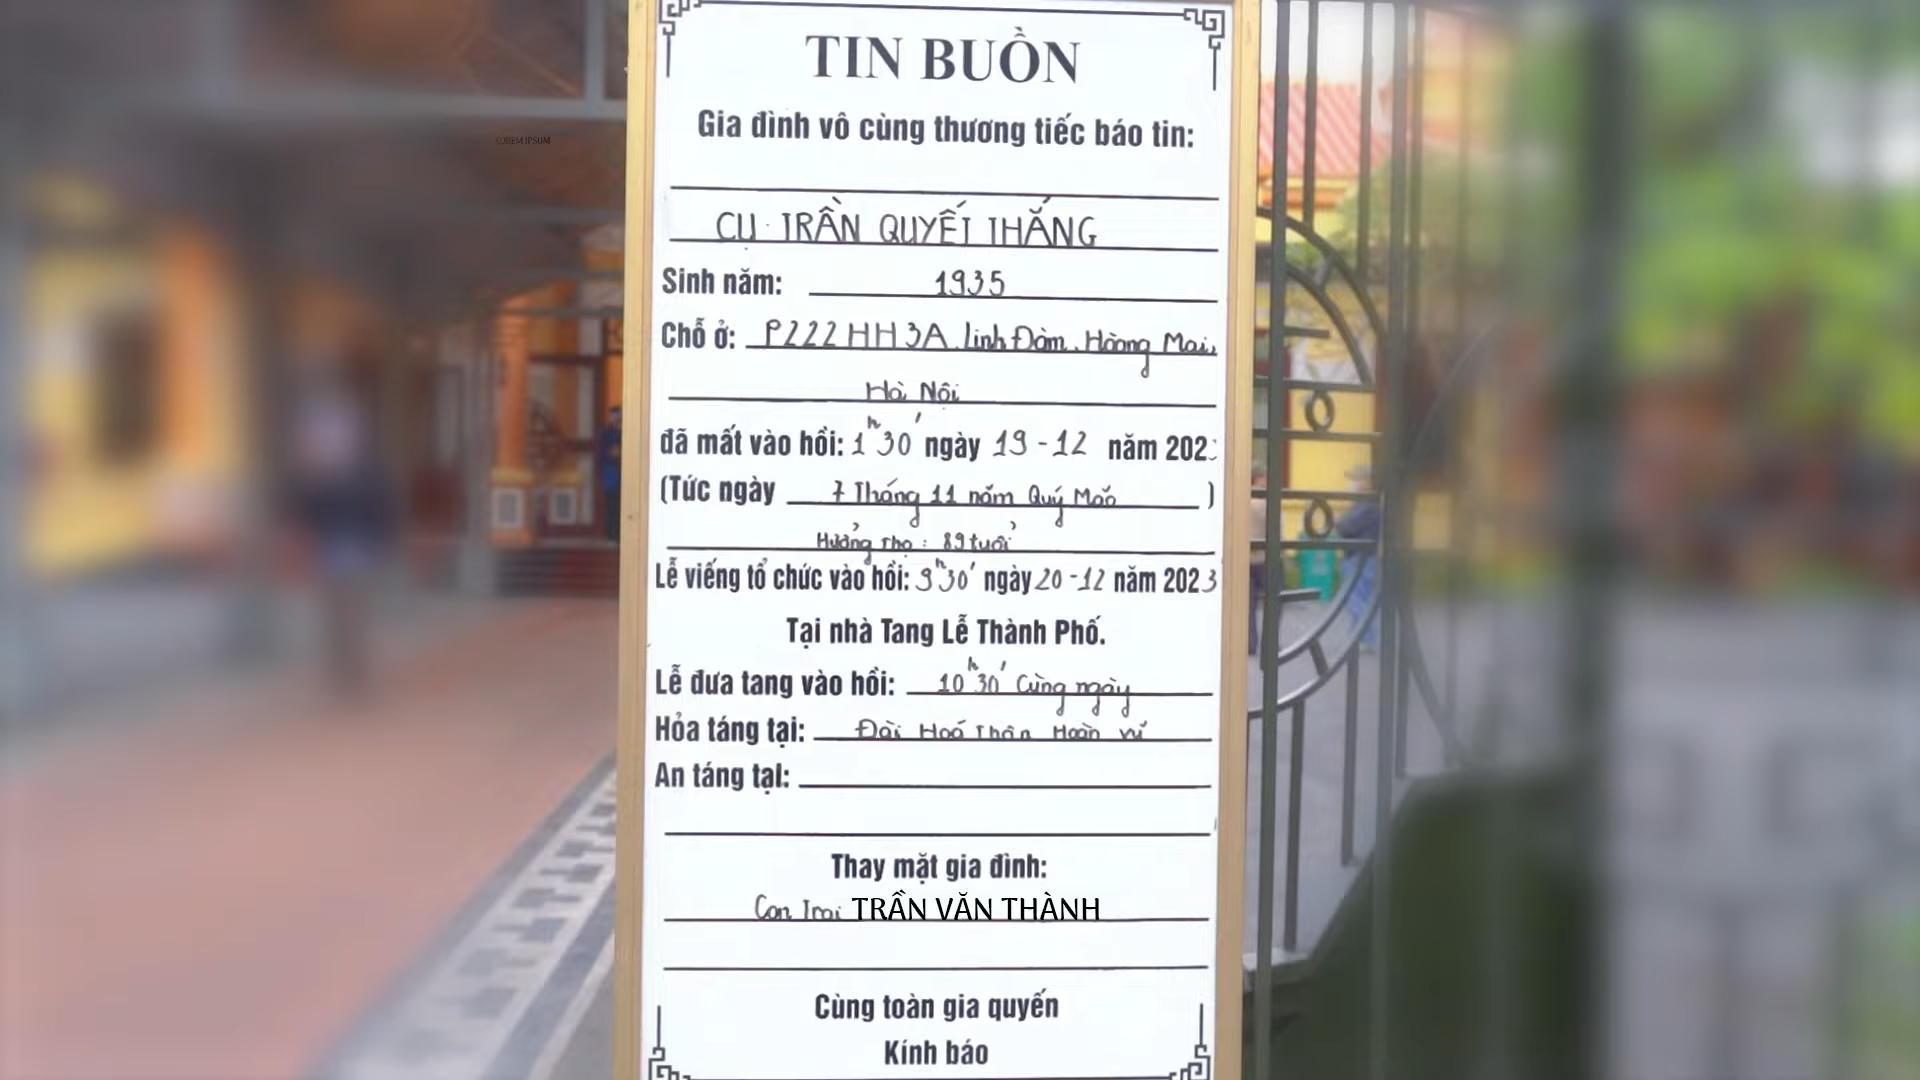 TIN BUỒN
Gia đình vô cùng thương tiếc báo tin:
CỤ. TRẦN QUYẾT THẮNG
Sinh năm: 1935
Chỗ ở: P222 HH3A. Linh Đàm. Hoàng Mai,
Hà Nội
đã mất vào hồi: 1h30' ngày 19-12 năm 2023
(Tức ngày 7 Tháng 11 năm Quý Mão)
Hưởng Thọ: 89 tuổi
Lễ viếng tổ chức vào hồi: 9h30' ngày 20-12 năm 2023
Tại nhà Tang Lễ Thành Phố.
Lễ đưa tang vào hồi: 10h30' Cùng ngày
Hỏa táng tại: Đài Hoá Thân Hoàn Vũ
An táng tại:
Thay mặt gia đình:
Con Trai TRẦN VĂN THÀNH
Cùng toàn gia quyến
Kính báo
LOREM IPSUM